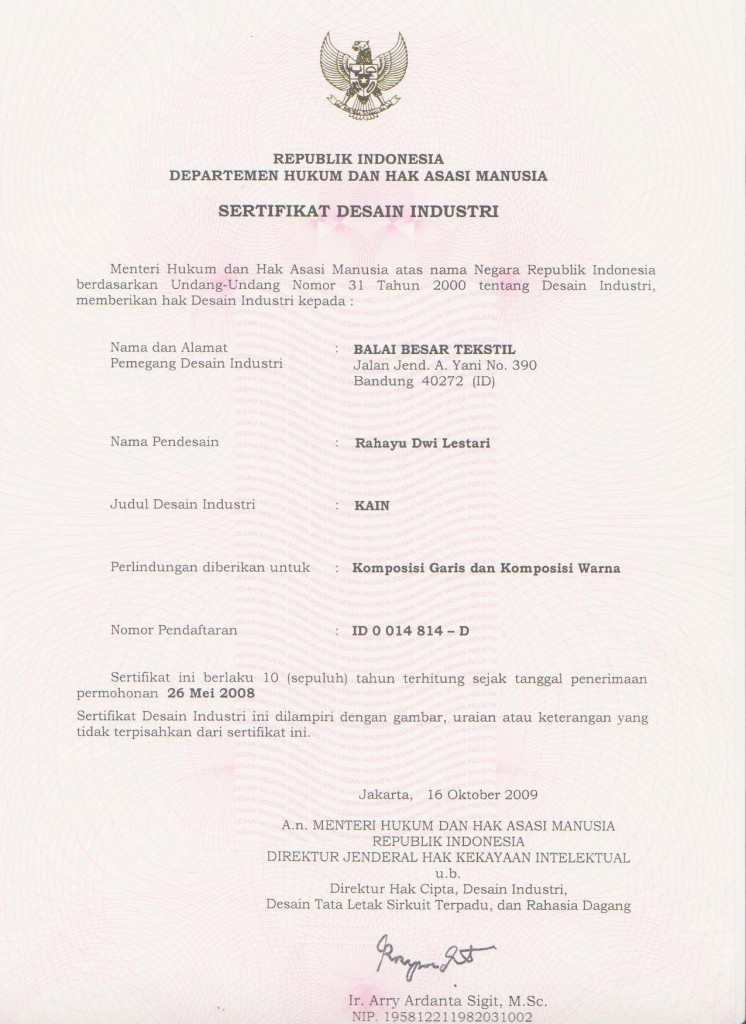 REPUBLIK INDONESIA
DEPARTEMEN HUKUM DAN HAK ASASI MANUSIA
SERTIFIKAT DESAIN INDUSTRI
Menteri Hukum dan Hak Asasi Manusia atas nama Negara Republik Indonesia
berdasarkan Undang-Undang Nomor 31 Tahun 2000 tentang Desain Industri,
memberikan hak Desain Industri kepada :
Nama dan Alamat : BALAI BESAR TEKSTIL
Pemegang Desain Industri Jalan Jend. A. Yani No. 390
Bandung 40272 (ID)
Nama Pendesain : Rahayu Dwi Lestari
Judul Desain Industri : KAIN
Perlindungan diberikan untuk : Komposisi Garis dan Komposisi Warna
Nomor Pendaftaran : ID 0 014 814 – D
Sertifikat ini berlaku 10 (sepuluh) tahun terhitung sejak tanggal penerimaan
permohonan 26 Mei 2008
Sertifikat Desain Industri ini dilampiri dengan gambar, uraian atau keterangan yang
tidak terpisahkan dari sertifikat ini.
Jakarta, 16 Oktober 2009
A.n. MENTERI HUKUM DAN HAK ASASI MANUSIA
REPUBLIK INDONESIA
DIREKTUR JENDERAL HAK KEKAYAAN INTELEKTUAL
u.b.
Direktur Hak Cipta, Desain Industri,
Desain Tata Letak Sirkuit Terpadu, dan Rahasia Dagang
Ir. Arry Ardanta Sigit, M.Sc.
NIP. 195812211982031002